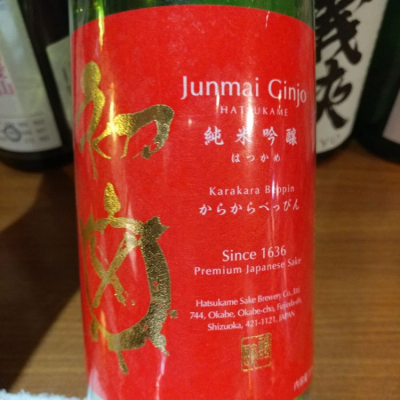 初亀
Junmai Ginjo
HATSUKAME
純米吟醸
はつかめ
Karakara Beppin
からからべっぴん
Since 1636
Premium Japanese Sake
Hatsukame Sake Brewery Co., Ltd.
744, Okabe, Okabe-cho, Fujieda-shi,
Shizuoka, 421-1121, JAPAN.